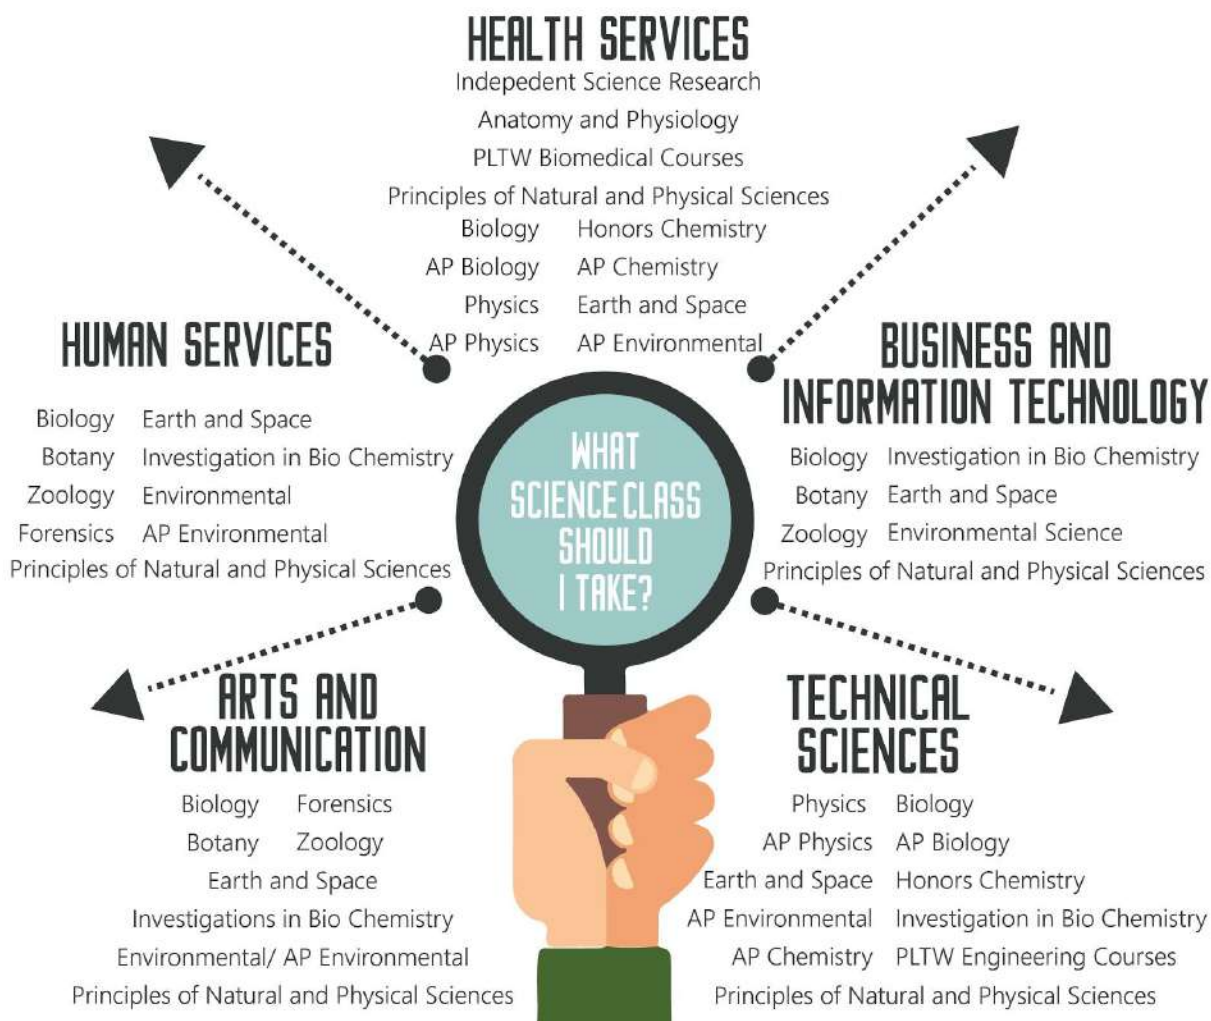 HEALTH SERVICES
Indepedent Science Research
Anatomy and Physiology
PLTW Biomedical Courses
Principles of Natural and Physical Sciences
Biology Honors Chemistry
AP Biology AP Chemistry
Physics Earth and Space
AP Physics AP Environmental
HUMAN SERVICES
Biology Earth and Space
Botany Investigation in Bio Chemistry
Zoology Environmental
Forensics AP Environmental
Principles of Natural and Physical Sciences
WHAT
SCIENCE CLASS
SHOULD
I TAKE?
BUSINESS AND
INFORMATION TECHNOLOGY
Biology Investigation in Bio Chemistry
Botany Earth and Space
Zoology Environmental Science
Principles of Natural and Physical Sciences
ARTS AND
COMMUNICATION
Biology Forensics
Botany Zoology
Earth and Space
Investigations in Bio Chemistry
Environmental/ AP Environmental
Principles of Natural and Physical Sciences
TECHNICAL
SCIENCES
Physics Biology
AP Physics AP Biology
Earth and Space Honors Chemistry
AP Environmental Investigation in Bio Chemistry
AP Chemistry PLTW Engineering Courses
Principles of Natural and Physical Sciences